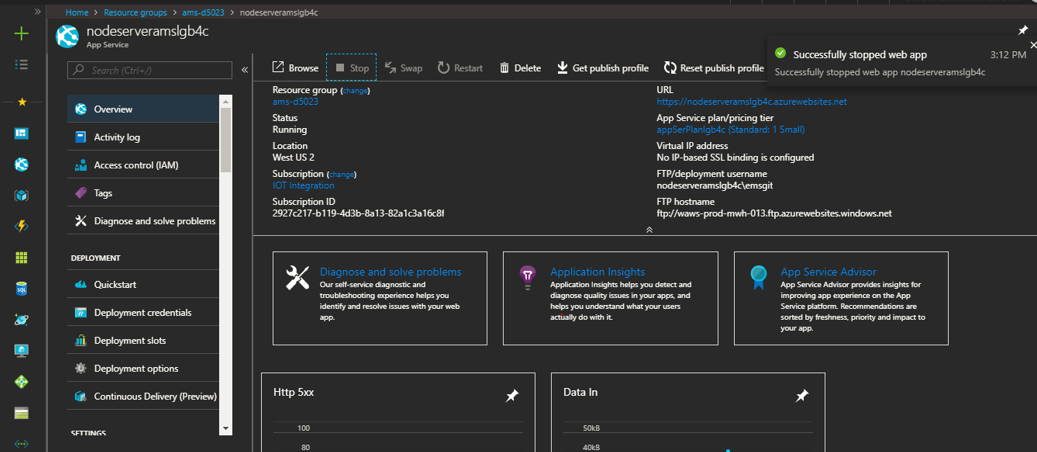 Home > Resource groups > ams-d5023 > nodeserveramslgb4c
nodeserveramslgb4c
App Service
Search (Ctrl+/)
Overview
Activity log
Access control (IAM)
Tags
Diagnose and solve problems
DEPLOYMENT
Quickstart
Deployment credentials
Deployment slots
Deployment options
Continuous Delivery (Preview)
SETTINGS
Browse Stop Swap Restart Delete Get publish profile Reset publish profile
Successfully stopped web app 3:12 PM
Successfully stopped web app nodeserveramslgb4c
Resource group (change)
ams-d5023
Status
Running
Location
West US 2
Subscription (change)
IOT Integration
Subscription ID
2927c217-b119-4d3b-8a13-82a1c3a16c8f
URL
https://nodeserveramslgb4c.azurewebsites.net
App Service plan/pricing tier
appSerPlanlgb4c (Standard: 1 Small)
Virtual IP address
No IP-based SSL binding is configured
FTP/deployment username
nodeserveramslgb4c\emsgit
FTP hostname
ftp://waws-prod-mwh-013.ftp.azurewebsites.windows.net
Diagnose and solve problems
Our self-service diagnostic and
troubleshooting experience helps you
identify and resolve issues with your web
app.
Application Insights
Application Insights helps you detect and
diagnose quality issues in your apps, and
helps you understand what your users
actually do with it.
App Service Advisor
App Service Advisor provides insights for
improving app experience on the App
Service platform. Recommendations are
sorted by freshness, priority and impact to
your app.
Http 5xx
100
80
Data In
50kB
40kB